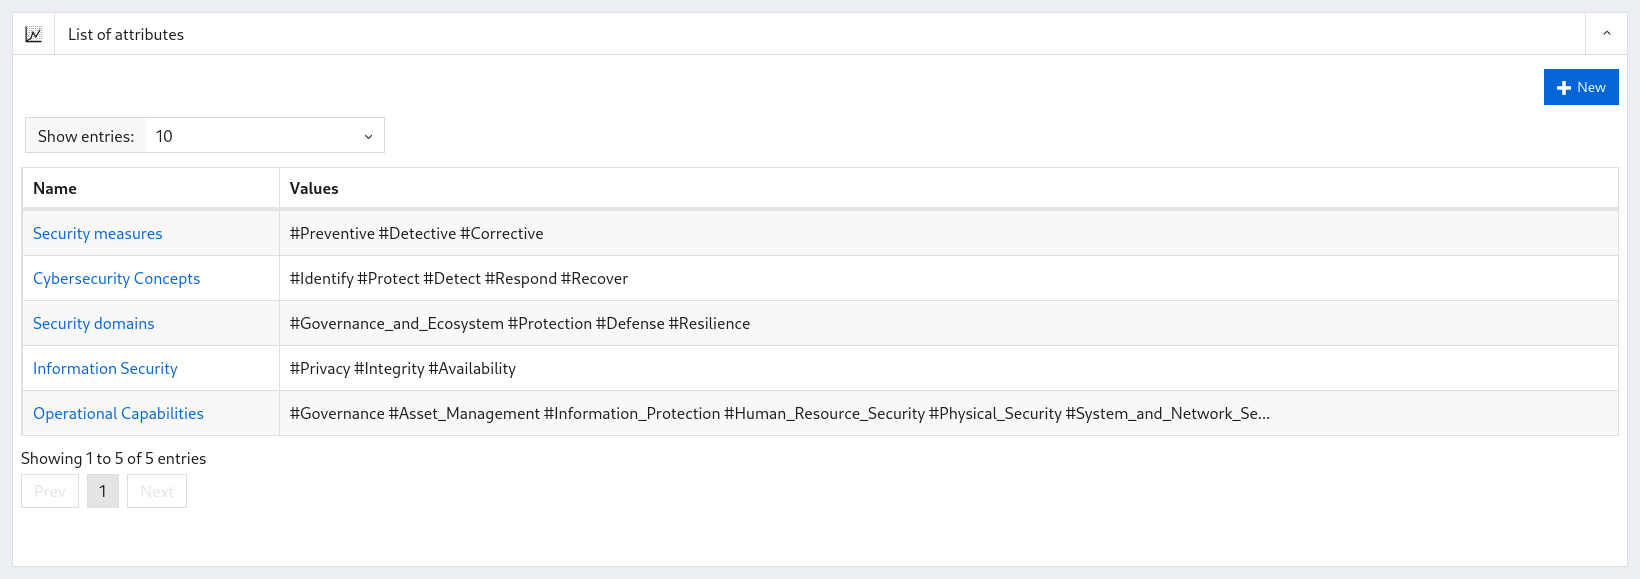 List of attributes
New
Show entries: 10
Name Values
Security measures #Preventive #Detective #Corrective
Cybersecurity Concepts #Identify #Protect #Detect #Respond #Recover
Security domains #Governance_and_Ecosystem #Protection #Defense #Resilience
Information Security #Privacy #Integrity #Availability
Operational Capabilities #Governance #Asset_Management #Information_Protection #Human_Resource_Security #Physical_Security #System_and_Network_Se...
Showing 1 to 5 of 5 entries
Prev 1 Next